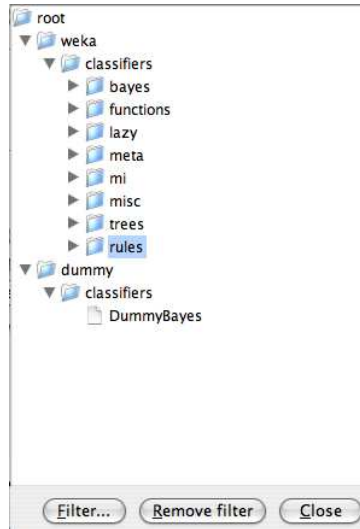 root
weka
classifiers
bayes
functions
lazy
meta
mi
misc
trees
rules
dummy
classifiers
DummyBayes
Filter... Remove filter Close